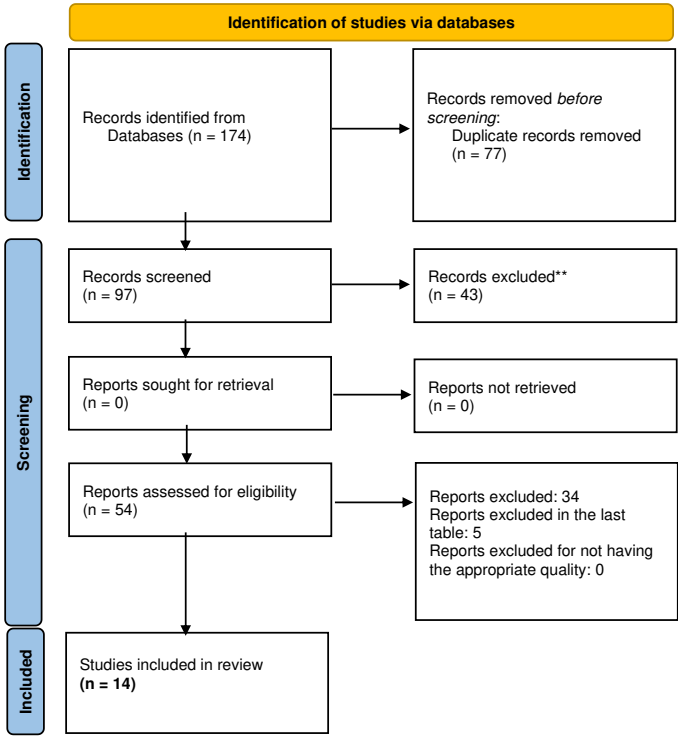 Identification of studies via databases
Identification
Records identified from
Databases (n = 174)
Records removed before
screening:
Duplicate records removed
(n = 77)
Screening
Records screened
(n = 97)
Records excluded**
(n = 43)
Reports sought for retrieval
(n = 0)
Reports not retrieved
(n = 0)
Reports assessed for eligibility
(n = 54)
Reports excluded: 34
Reports excluded in the last
table: 5
Reports excluded for not having
the appropriate quality: 0
Included
Studies included in review
(n = 14)